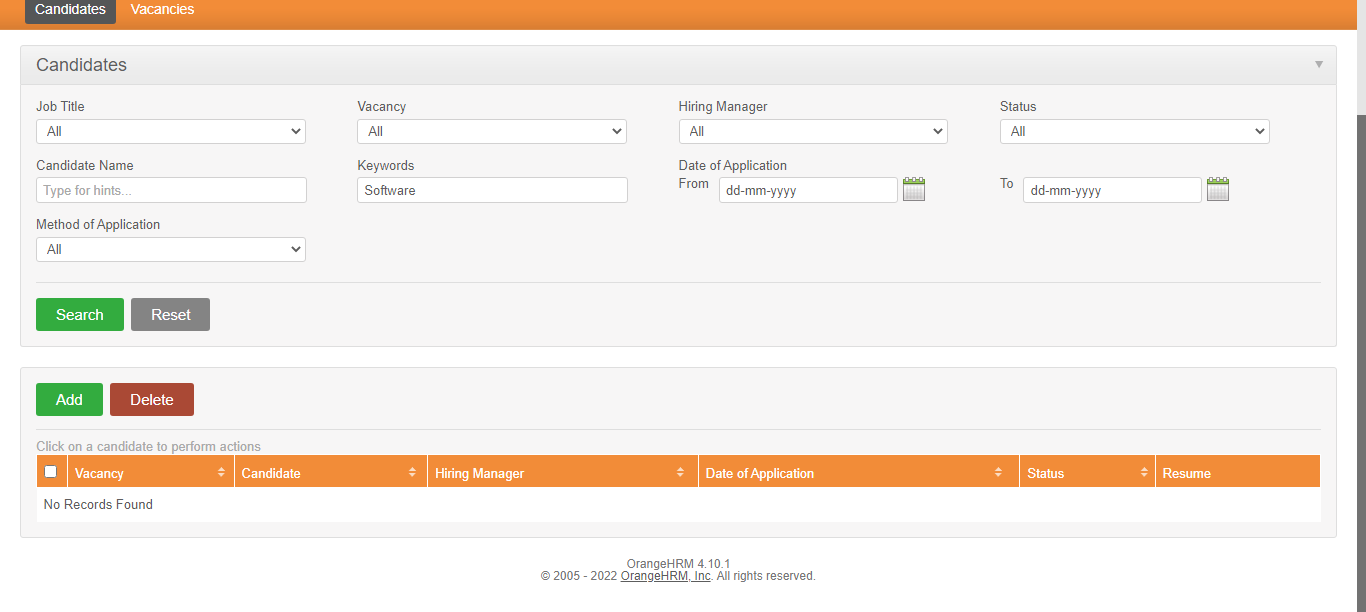 Candidates Vacancies
Candidates
Job Title Vacancy Hiring Manager Status
All All All All
Candidate Name Keywords Date of Application
Type for hints... Software From dd-mm-yyyy To dd-mm-yyyy
Method of Application
All
Search Reset
Add Delete
Click on a candidate to perform actions
Vacancy Candidate Hiring Manager Date of Application Status Resume
No Records Found
OrangeHRM 4.10.1
© 2005 - 2022 OrangeHRM, Inc. All rights reserved.